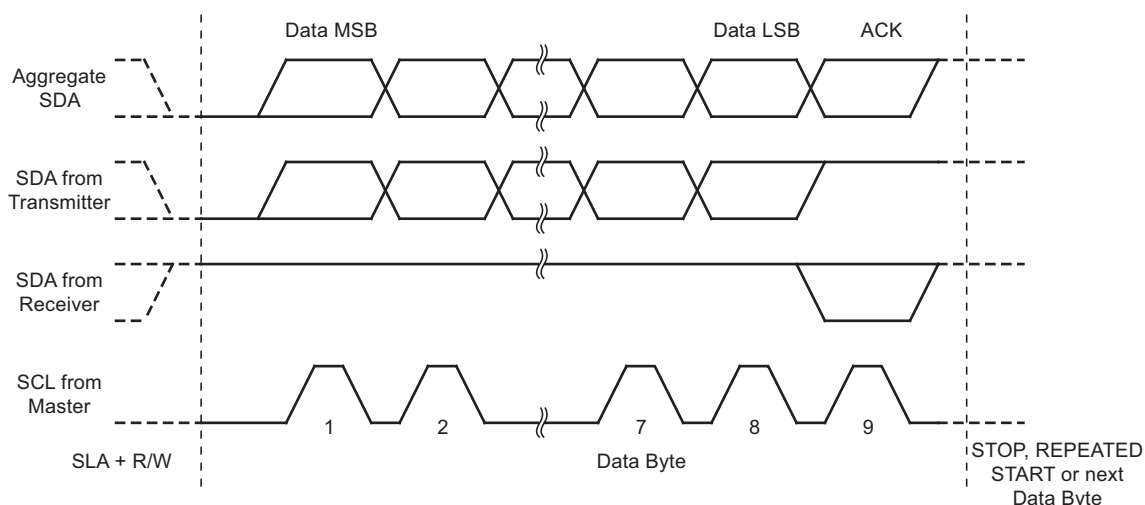 Data MSB
Data LSB
ACK
Aggregate
SDA
SDA from
Transmitter
SDA from
Receiver
SCL from
Master
1
2
7
8
9
SLA + R/W
Data Byte
STOP, REPEATED
START or next
Data Byte